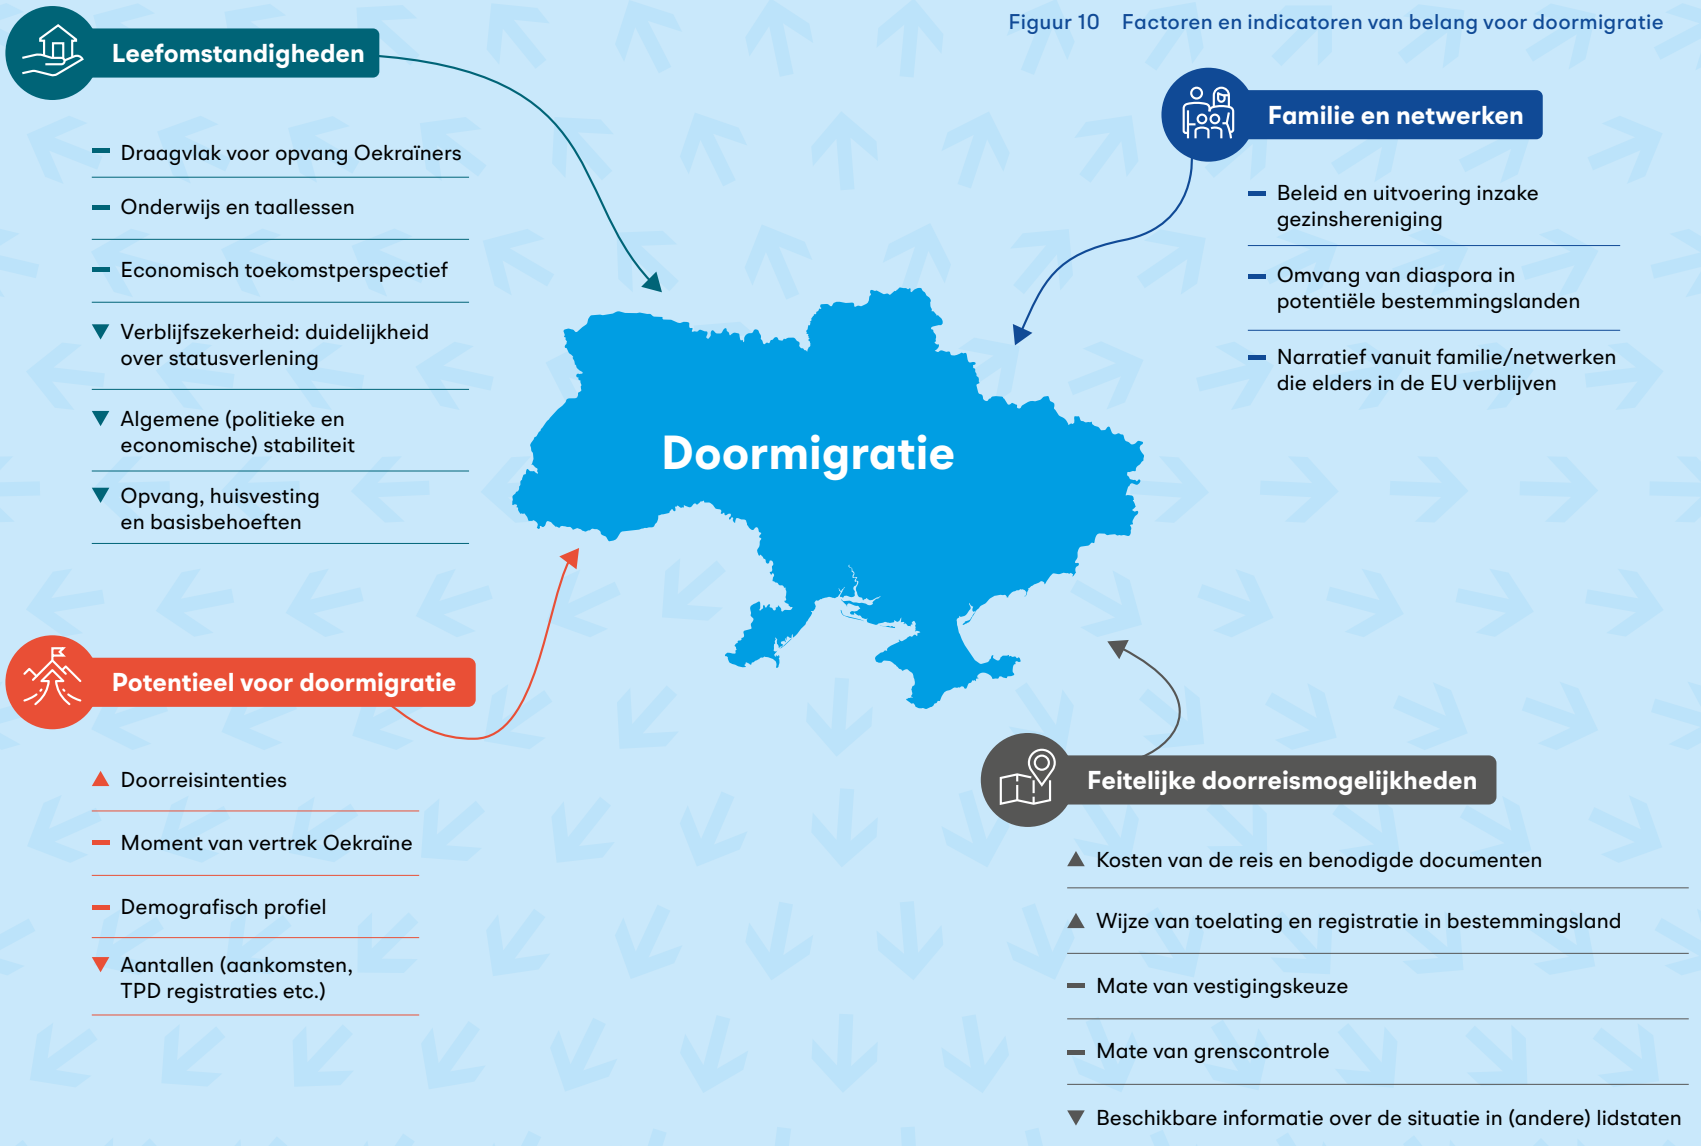 Figuur 10 Factoren en indicatoren van belang voor doormigratie
Leefomstandigheden
Draagvlak voor opvang Oekraïners
Onderwijs en taallessen
Economisch toekomstperspectief
Verblijfszekerheid: duidelijkheid
over statusverlening
Algemene (politieke en
economische) stabiliteit
Opvang, huisvesting
en basisbehoeften
Familie en netwerken
Beleid en uitvoering inzake
gezinshereniging
Omvang van diaspora in
potentiële bestemmingslanden
Narratief vanuit familie/netwerken
die elders in de EU verblijven
Doormigratie
Potentieel voor doormigratie
Doorreisintenties
Moment van vertrek Oekraïne
Demografisch profiel
Aantallen (aankomsten,
TPD registraties etc.)
Feitelijke doorreismogelijkheden
Kosten van de reis en benodigde documenten
Wijze van toelating en registratie in bestemmingsland
Mate van vestigingskeuze
Mate van grenscontrole
Beschikbare informatie over de situatie in (andere) lidstaten